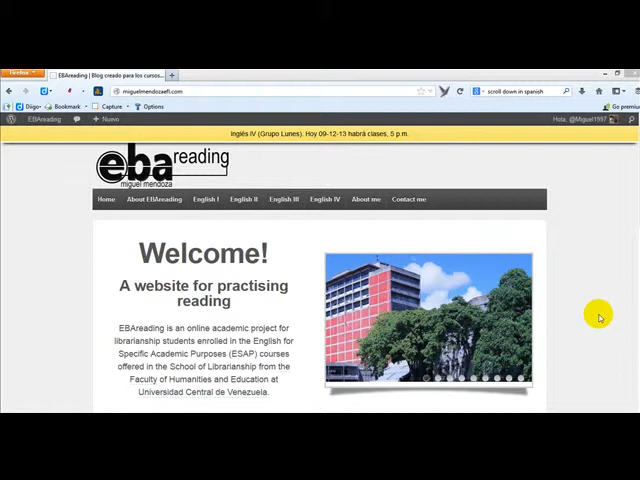 Firefox
EBAreading | Blog creado para los cursos...
miguelmendozaefl.com
scroll down in spanish
Diigo
Bookmark
Capture
Options
Go premium
EBAreading
Nuevo
Hola, @Miguel1997
Inglés IV (Grupo Lunes). Hoy 09-12-13 habrá clases, 5 p.m.
eba reading
miguel mendoza
Home About EBAreading English I English II English III English IV About me Contact me
Welcome!
A website for practising
reading
EBAreading is an online academic project for
librarianship students enrolled in the English for
Specific Academic Purposes (ESAP) courses
offered in the School of Librarianship from the
Faculty of Humanities and Education at
Universidad Central de Venezuela.